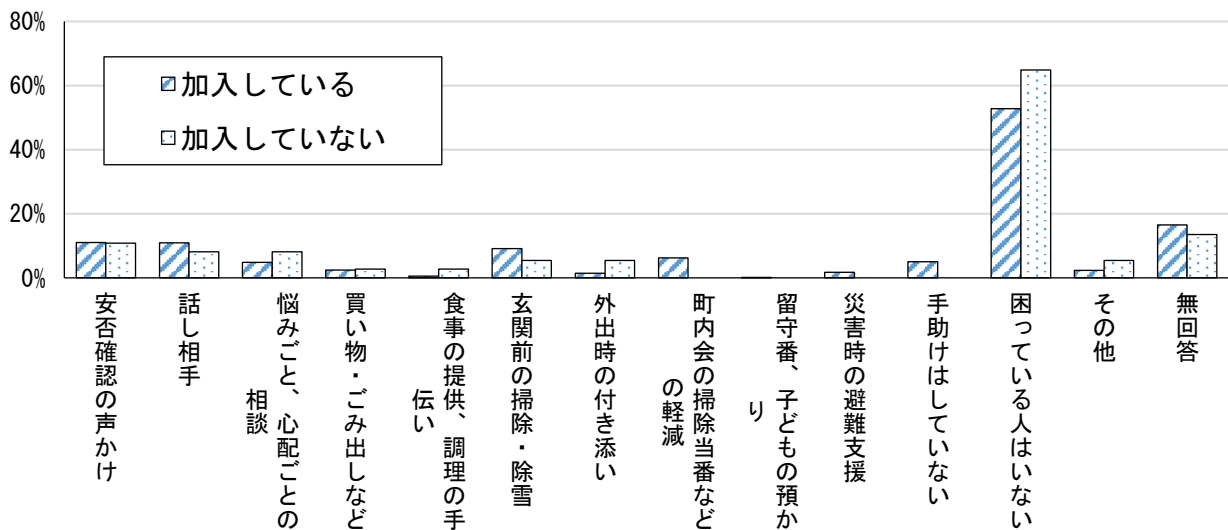 80%
60%
40%
20%
0%
加入している
加入していない
安否確認の声かけ
話し相手
悩みごと、心配ごとの
相談
買い物・ごみ出しなど
食事の提供、調理の手
伝い
玄関前の掃除・除雪
外出時の付き添い
町内会の掃除当番など
の軽減
留守番、子どもの預か
り
災害時の避難支援
手助けはしていない
困っている人はいない
その他
無回答